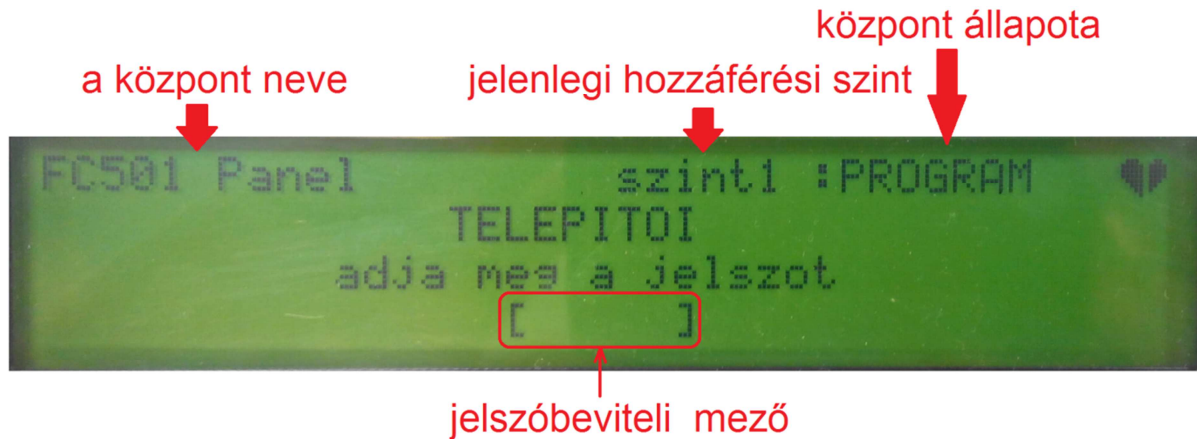 központ állapota
a központ neve
jelenlegi hozzáférési szint
FC501 Panel szint1 :PROGRAM
TELEPITOI
adja meg a jelszot
[ ]
jelszóbeviteli mező